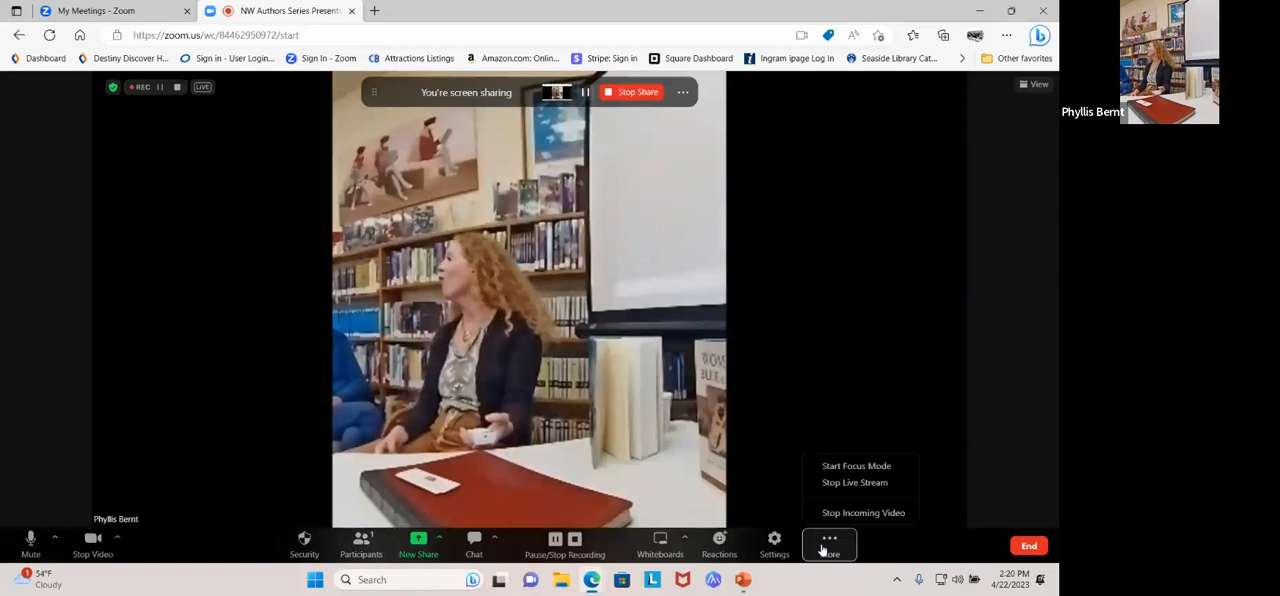 My Meetings - Zoom
NW Authors Series Presents
https://zoom.us/wc/84462950972/start
Dashboard
Destiny Discover H...
Sign in - User Login...
Sign In - Zoom
Attractions Listings
Amazon.com: Onlin...
Stripe: Sign in
Square Dashboard
Ingram ipage Log In
Seaside Library Cat...
Other favorites
REC
LIVE
You're screen sharing
Stop Share
View
Phyllis Bernt
Start Focus Mode
Stop Live Stream
Stop Incoming Video
Phyllis Bernt
Mute
Stop Video
Security
1
Participants
New Share
Chat
Pause/Stop Recording
Whiteboards
Reactions
Settings
End
1
54°F
Cloudy
Search
2:20 PM
4/22/2023